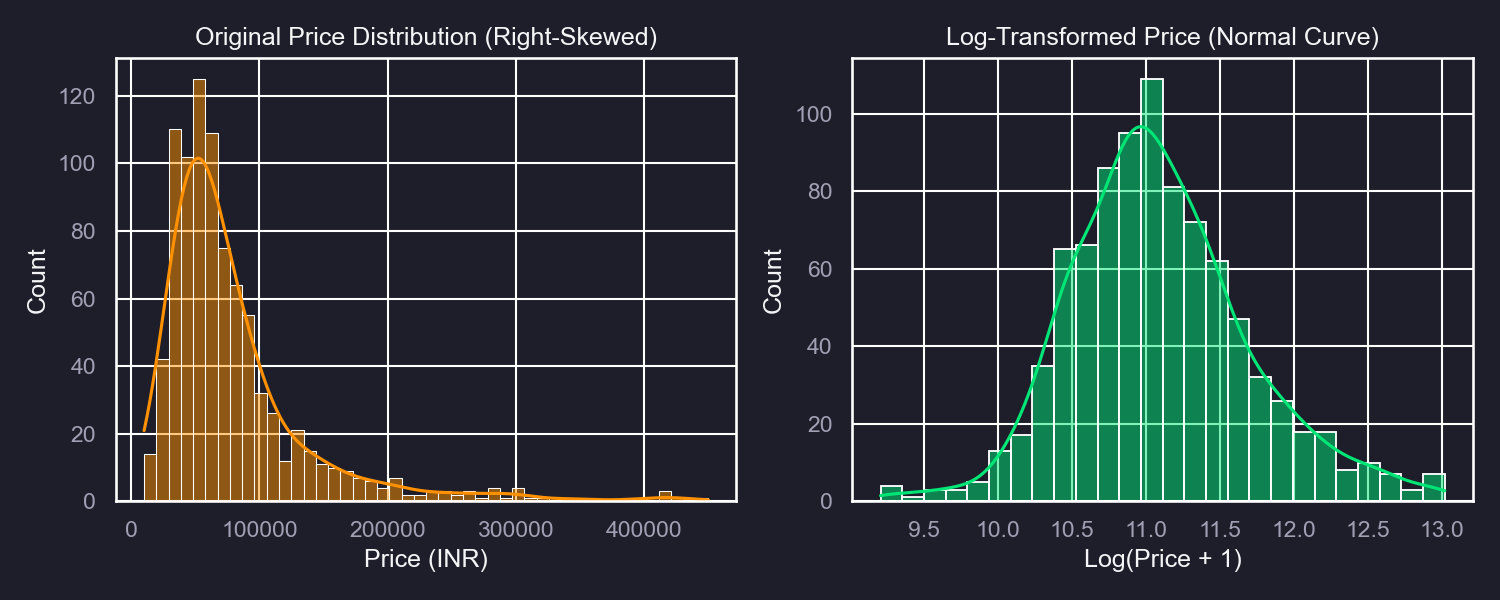 Original Price Distribution (Right-Skewed)
Log-Transformed Price (Normal Curve)
Count
120
100
80
60
40
20
0
0 100000 200000 300000 400000
Price (INR)
Count
100
80
60
40
20
0
9.5 10.0 10.5 11.0 11.5 12.0 12.5 13.0
Log(Price + 1)